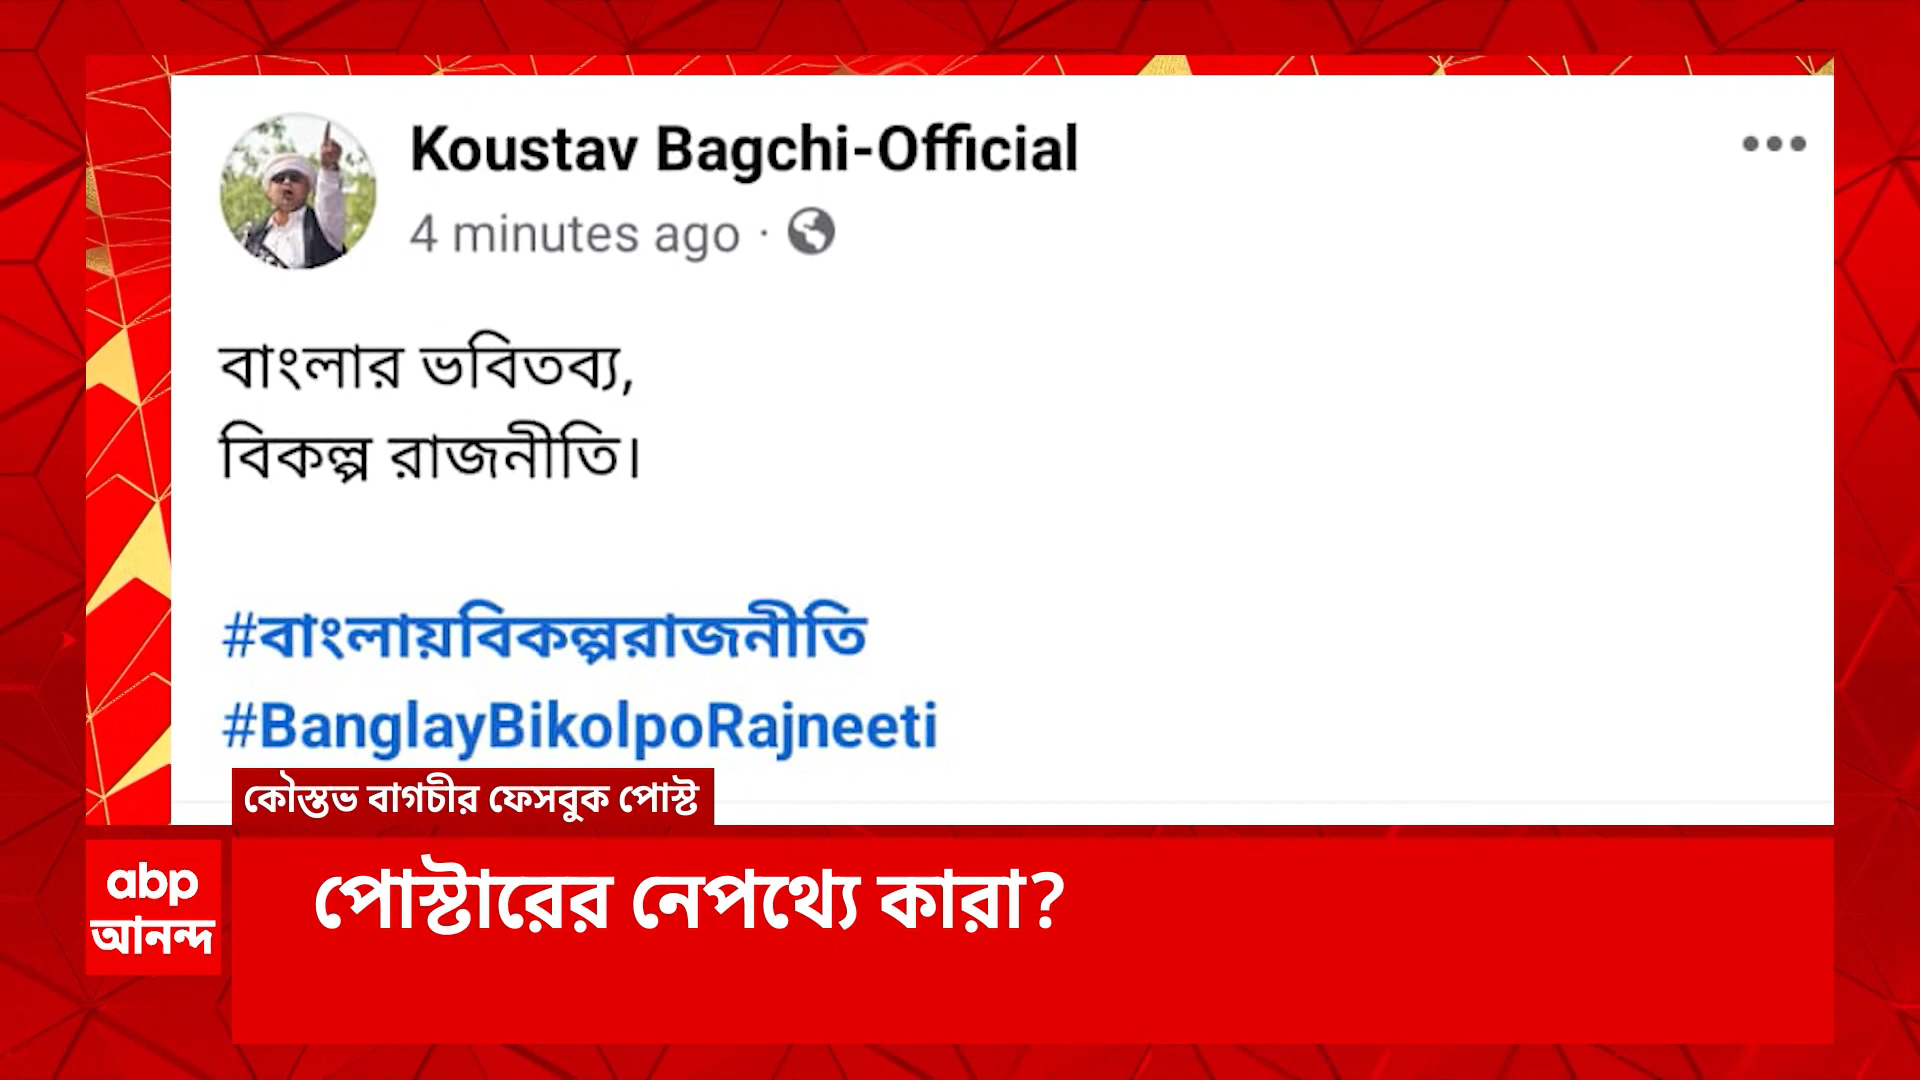 Koustav Bagchi-Official
4 minutes ago ·
বাংলার ভবিতব্য,
বিকল্প রাজনীতি।
#বাংলায়বিকল্পরাজনীতি
#BanglayBikolpoRajneeti
কৌস্তভ বাগচীর ফেসবুক পোস্ট
abp
আনন্দ
পোস্টারের নেপথ্যে কারা?